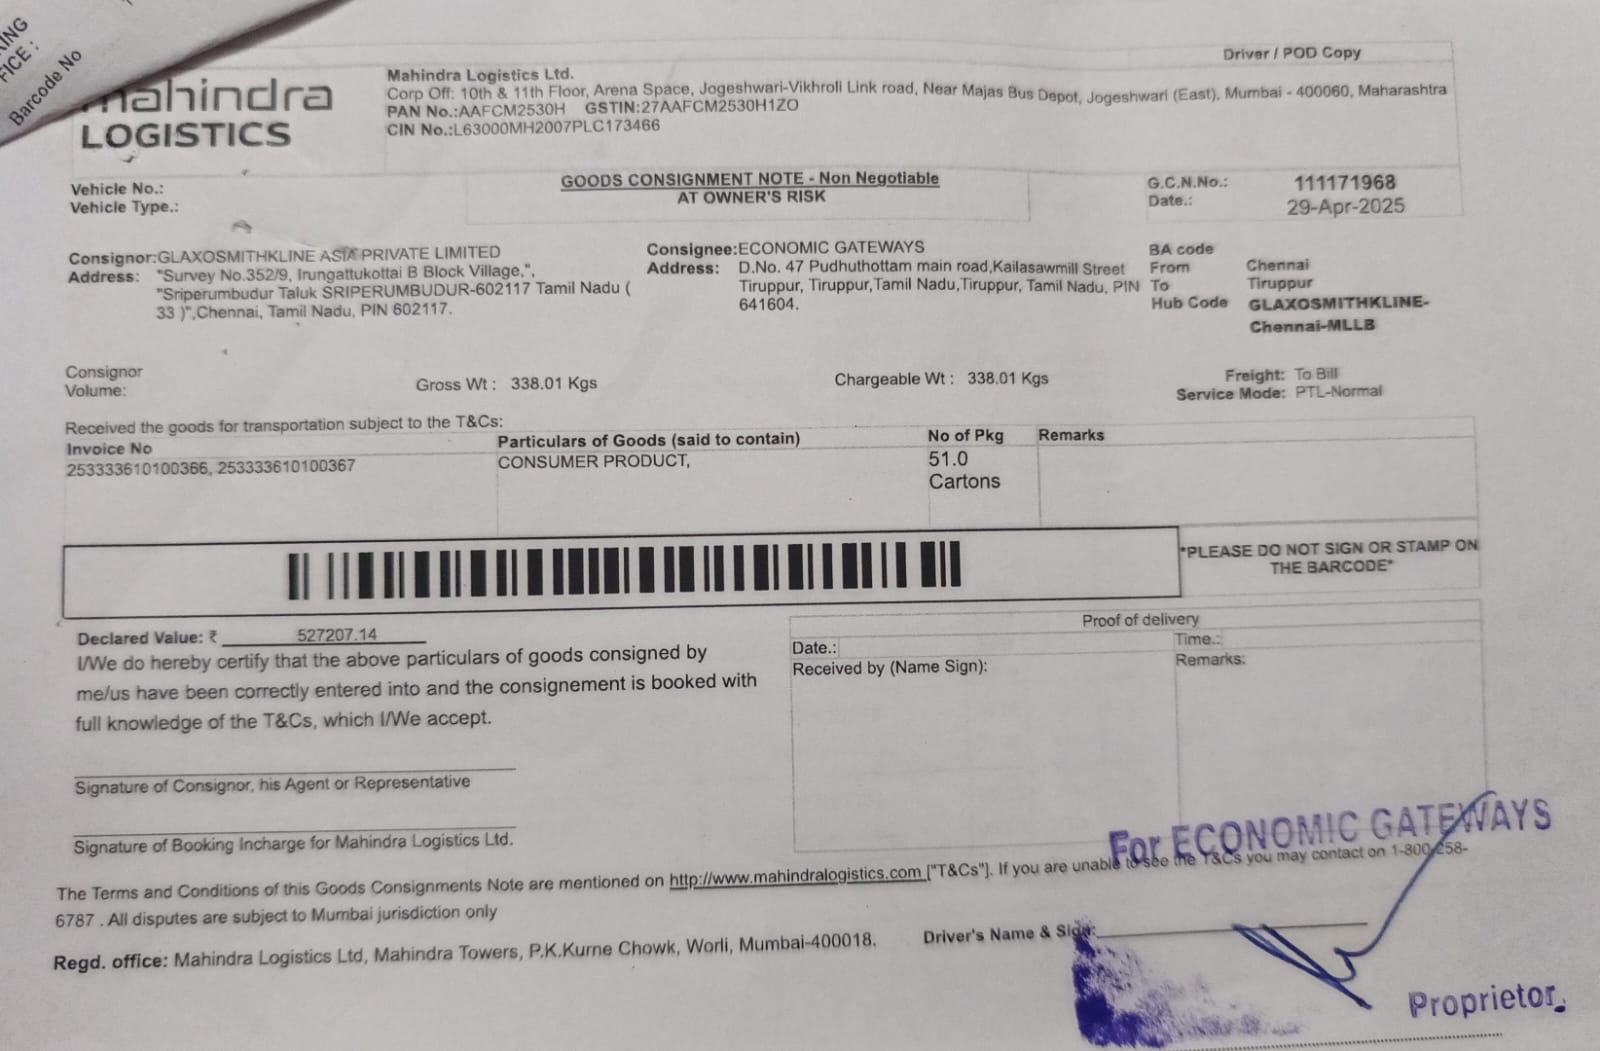 ING
FICE :
Barcode No
Driver / POD Copy
mahindra
LOGISTICS
Mahindra Logistics Ltd.
Corp Off: 10th & 11th Floor, Arena Space, Jogeshwari-Vikhroli Link road, Near Majas Bus Depot, Jogeshwari (East), Mumbai - 400060, Maharashtra
PAN No.:AAFCM2530H GSTIN:27AAFCM2530H1ZO
CIN No.:L63000MH2007PLC173466
Vehicle No.:
Vehicle Type.:
GOODS CONSIGNMENT NOTE - Non Negotiable
AT OWNER'S RISK
G.C.N.No.: 111171968
Date.: 29-Apr-2025
Consignor:GLAXOSMITHKLINE ASIA PRIVATE LIMITED
Address: "Survey No.352/9, Irungattukottai B Block Village,",
"Sriperumbudur Taluk SRIPERUMBUDUR-602117 Tamil Nadu (
33 )",Chennai, Tamil Nadu, PIN 602117.
Consignee:ECONOMIC GATEWAYS
Address: D.No. 47 Pudhuthottam main road,Kailasawmill Street
Tiruppur, Tiruppur,Tamil Nadu,Tiruppur, Tamil Nadu, PIN
641604.
BA code
From Chennai
To Tiruppur
Hub Code GLAXOSMITHKLINE-
Chennai-MLLB
Consignor
Volume:
Gross Wt : 338.01 Kgs
Chargeable Wt : 338.01 Kgs
Freight: To Bill
Service Mode: PTL-Normal
Received the goods for transportation subject to the T&Cs:
Invoice No Particulars of Goods (said to contain) No of Pkg Remarks
253333610100366, 253333610100367 CONSUMER PRODUCT, 51.0
Cartons
*PLEASE DO NOT SIGN OR STAMP ON
THE BARCODE*
Declared Value: ₹ 527207.14
I/We do hereby certify that the above particulars of goods consigned by
me/us have been correctly entered into and the consignement is booked with
full knowledge of the T&Cs, which I/We accept.
Proof of delivery
Date.: Time.:
Received by (Name Sign): Remarks:
Signature of Consignor, his Agent or Representative
Signature of Booking Incharge for Mahindra Logistics Ltd.
For ECONOMIC GATEWAYS
The Terms and Conditions of this Goods Consignments Note are mentioned on http://www.mahindralogistics.com ["T&Cs"]. If you are unable to see the T&Cs you may contact on 1-800-258-
6787 . All disputes are subject to Mumbai jurisdiction only
Regd. office: Mahindra Logistics Ltd, Mahindra Towers, P.K.Kurne Chowk, Worli, Mumbai-400018.
Driver's Name & Sign:
Proprietor.